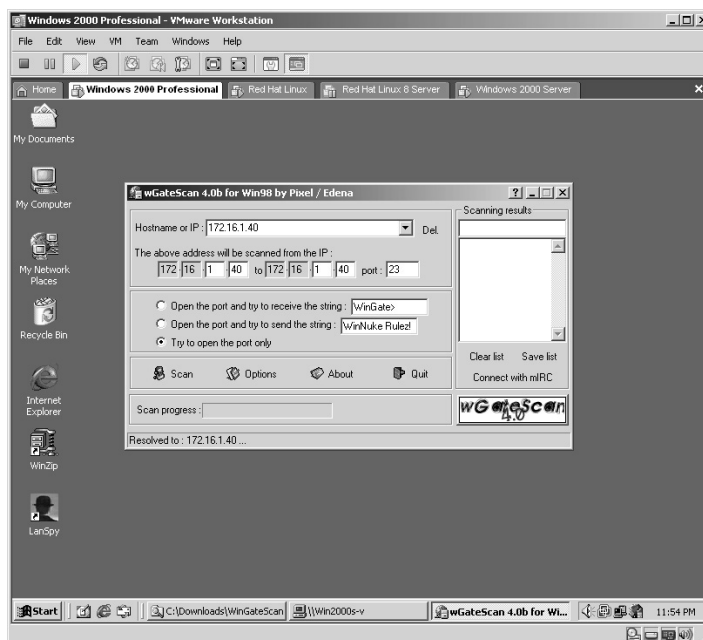 Windows 2000 Professional - VMware Workstation
File Edit View VM Team Windows Help
Home Windows 2000 Professional Red Hat Linux Red Hat Linux 8 Server Windows 2000 Server
My Documents
My Computer
My Network
Places
Recycle Bin
Internet
Explorer
WinZip
LanSpy
wGateScan 4.0b for Win98 by Pixel / Edena
Hostname or IP : 172.16.1.40 Del.
The above address will be scanned from the IP :
172 . 16 . 1 . 40 to 172 . 16 . 1 . 40 port : 23
Open the port and try to receive the string : WinGate>
Open the port and try to send the string : WinNuke Rulez!
Try to open the port only
Scan Options About Quit
Scan progress :
Resolved to : 172.16.1.40 ...
Scanning results
Clear list Save list
Connect with mIRC
wGateScan
4.0
Start C:\Downloads\WinGateScan \\Win2000s-v wGateScan 4.0b for Wi... 11:54 PM